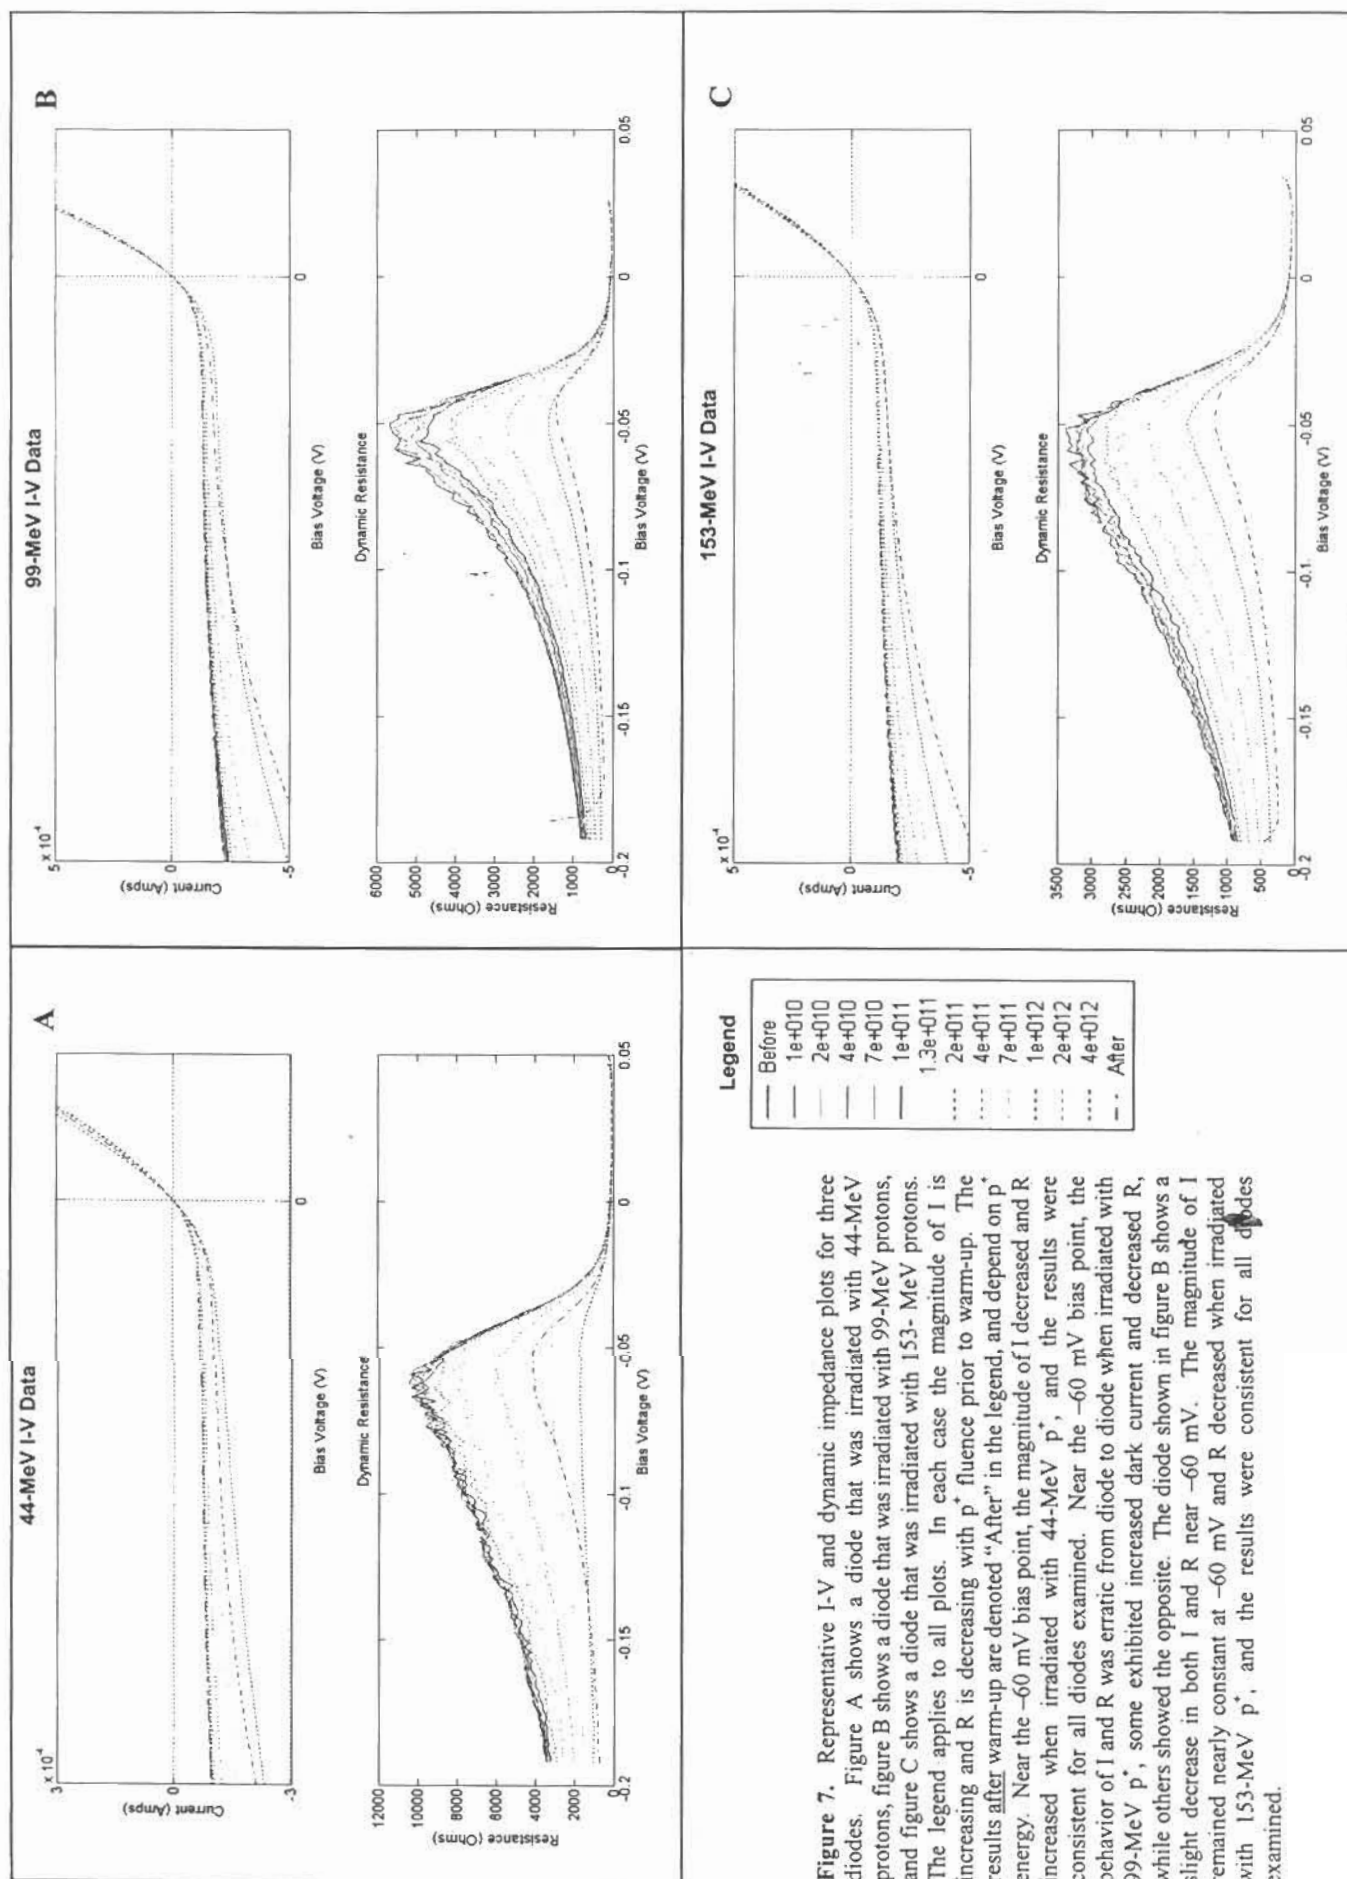 44-MeV I-V Data
A
x 10⁻⁴
3
0
-3
Current (Amps)
0
Bias Voltage (V)
Dynamic Resistance
12000
10000
8000
6000
4000
2000
0
Resistance (Ohms)
-0.2
-0.15
-0.1
-0.05
0
0.05
Bias Voltage (V)
99-MeV I-V Data
B
x 10⁻⁴
5
0
-5
Current (Amps)
0
Bias Voltage (V)
Dynamic Resistance
6000
5000
4000
3000
2000
1000
0
Resistance (Ohms)
-0.2
-0.15
-0.1
-0.05
0
0.05
Bias Voltage (V)
Figure 7. Representative I-V and dynamic impedance plots for three
diodes. Figure A shows a diode that was irradiated with 44-MeV
protons, figure B shows a diode that was irradiated with 99-MeV protons,
and figure C shows a diode that was irradiated with 153- MeV protons.
The legend applies to all plots. In each case the magnitude of I is
increasing and R is decreasing with p⁺ fluence prior to warm-up. The
results after warm-up are denoted “After” in the legend, and depend on p⁺
energy. Near the –60 mV bias point, the magnitude of I decreased and R
increased when irradiated with 44-MeV p⁺, and the results were
consistent for all diodes examined. Near the –60 mV bias point, the
behavior of I and R was erratic from diode to diode when irradiated with
99-MeV p⁺, some exhibited increased dark current and decreased R,
while others showed the opposite. The diode shown in figure B shows a
slight decrease in both I and R near –60 mV. The magnitude of I
remained nearly constant at –60 mV and R decreased when irradiated
with 153-MeV p⁺, and the results were consistent for all diodes
examined.
Legend
Before
1e+010
2e+010
4e+010
7e+010
1e+011
1.3e+011
2e+011
4e+011
7e+011
1e+012
2e+012
4e+012
After
153-MeV I-V Data
C
x 10⁻⁴
5
0
-5
Current (Amps)
0
Bias Voltage (V)
Dynamic Resistance
3500
3000
2500
2000
1500
1000
500
0
Resistance (Ohms)
-0.2
-0.15
-0.1
-0.05
0
0.05
Bias Voltage (V)